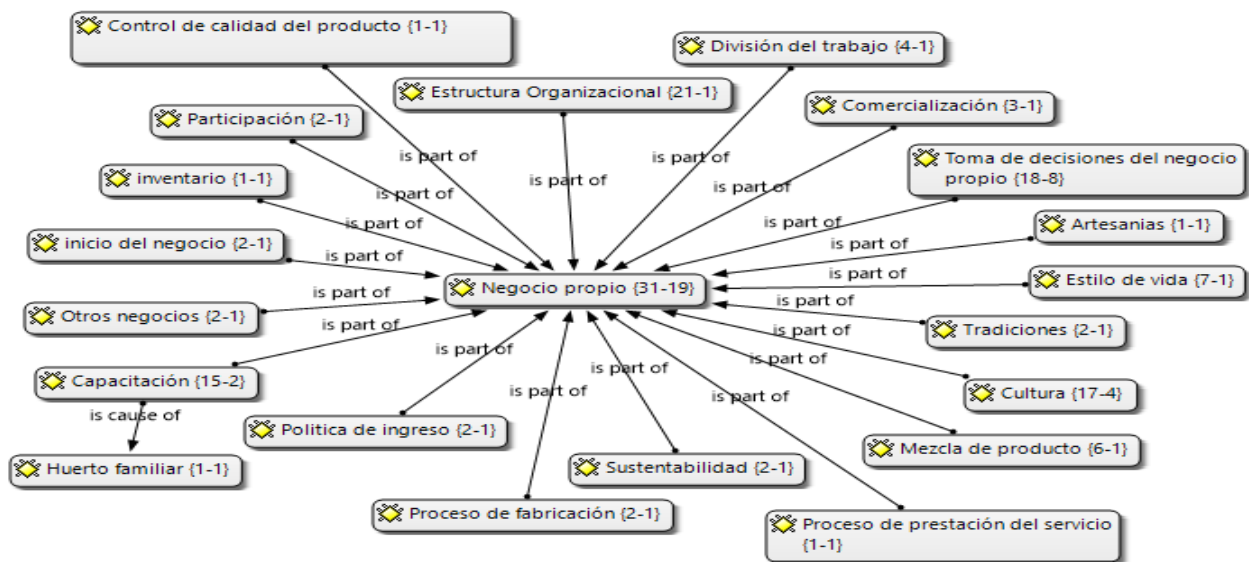 Control de calidad del producto {1-1}
División del trabajo {4-1}
Estructura Organizacional {21-1}
Comercialización {3-1}
Participación {2-1}
is part of
is part of
Toma de decisiones del negocio
propio {18-8}
inventario {1-1}
is part of
is part of
is part of
is part of
is part of
is part of
Artesanias {1-1}
inicio del negocio {2-1}
is part of
is part of
is part of
Negocio propio {31-19}
Estilo de vida {7-1}
is part of
Otros negocios {2-1}
is part of
is part of
Tradiciones {2-1}
is part of
is part of
is part of
Capacitación {15-2}
is part of
is part of
Cultura {17-4}
is cause of
Politica de ingreso {2-1}
Mezcla de producto {6-1}
Huerto familiar {1-1}
Sustentabilidad {2-1}
Proceso de fabricación {2-1}
Proceso de prestación del servicio
{1-1}